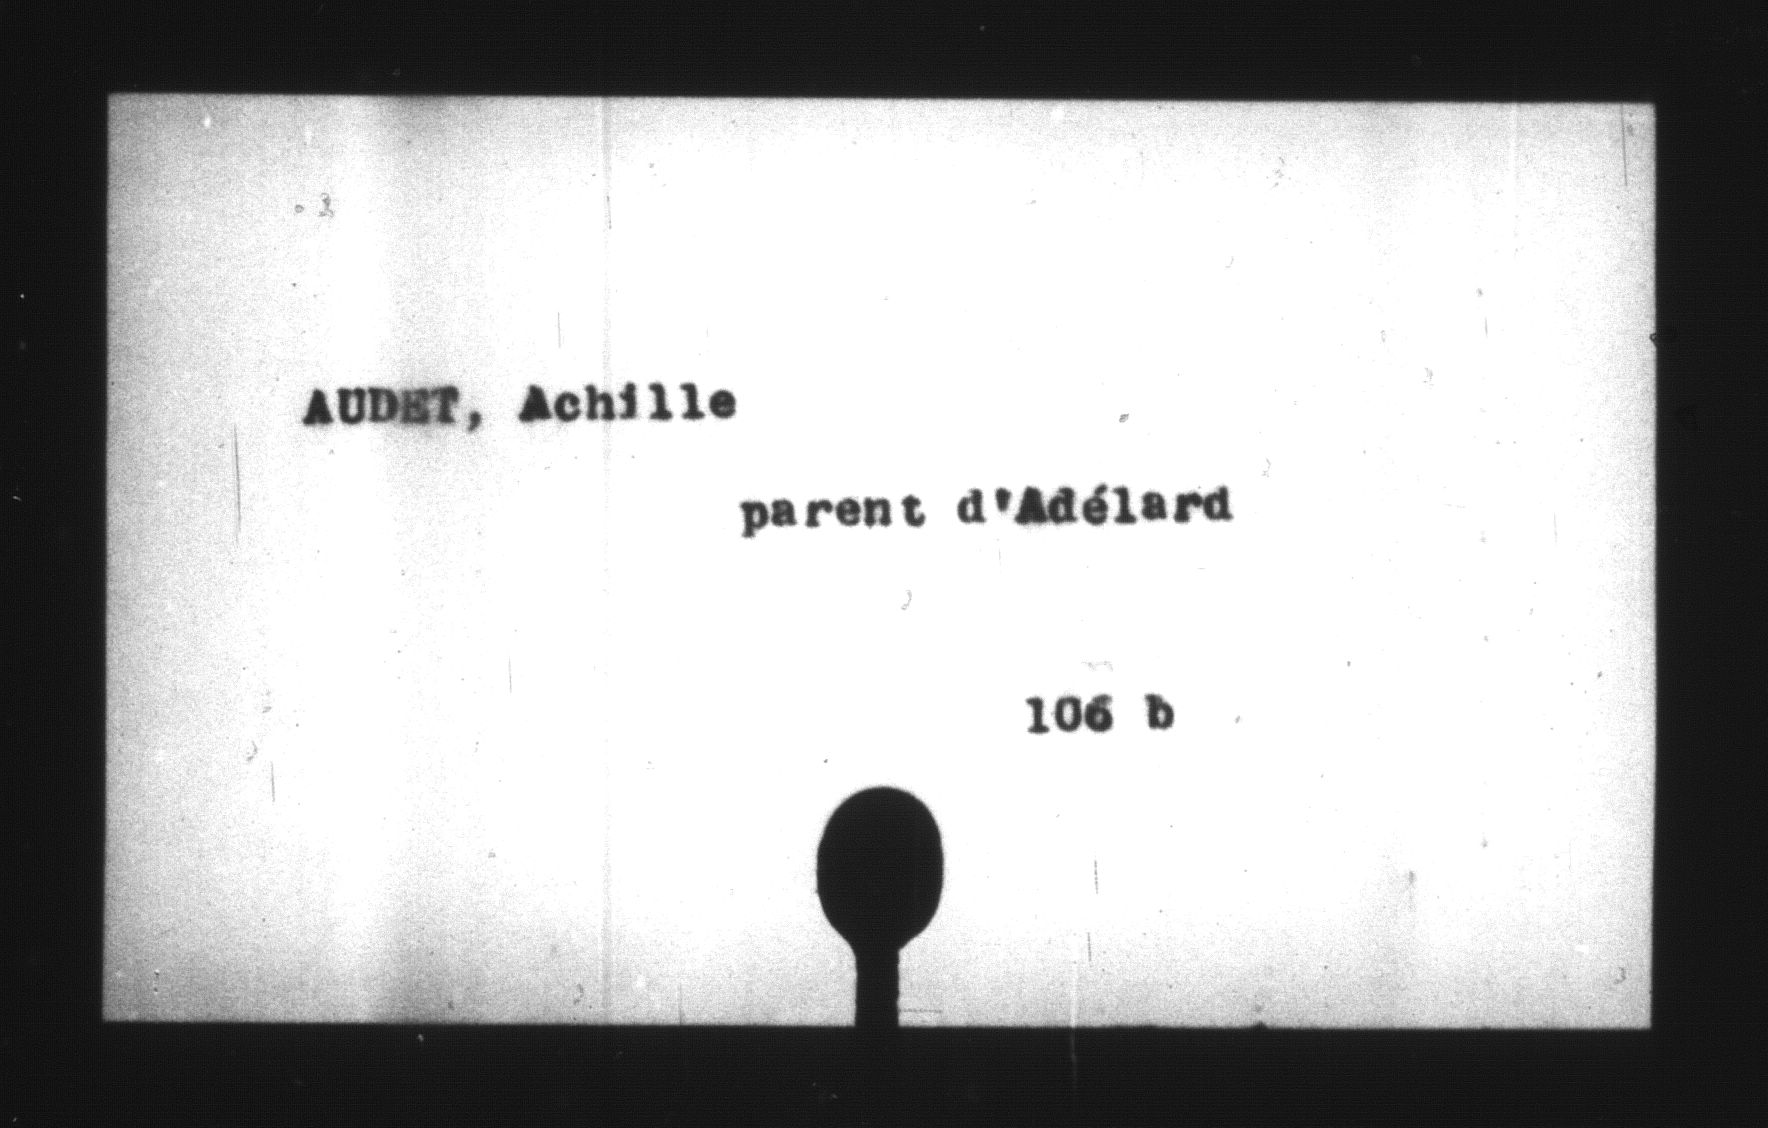 AUDET, Achille
parent d'Adélard
106 b